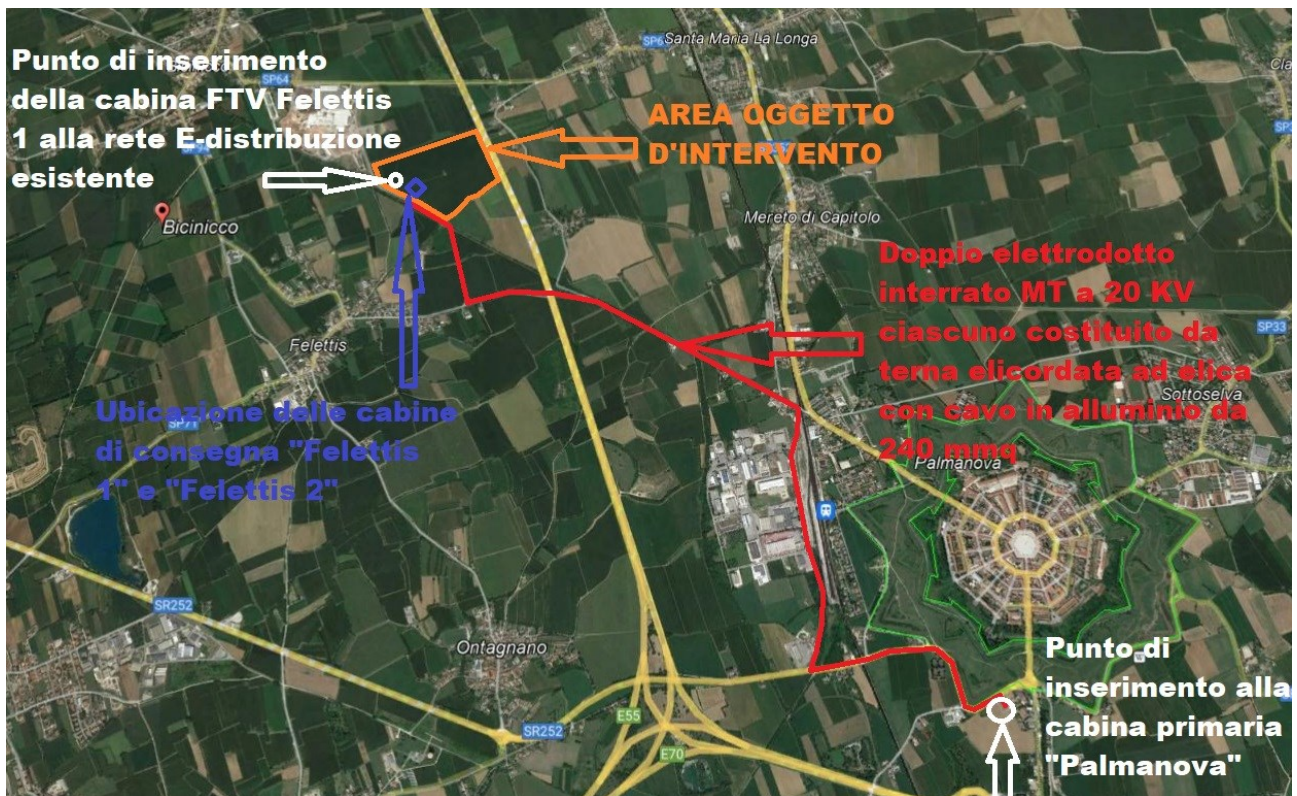 Punto di inserimento
della cabina FTV Felettis
1 alla rete E-distribuzione
esistente
SP64
Santa Maria La Longa
AREA OGGETTO
D'INTERVENTO
Bicinicco
Mereto di Capitolo
Doppio elettrodotto
interrato MT a 20 KV
ciascuno costituito da
terna elicordata ad elica
con cavo in alluminio da
240 mmq
SP33
Felettis
Sottoselva
Ubicazione delle cabine
di consegna "Felettis
1" e "Felettis 2"
SP71
Palmanova
SR252
Ontagnano
E55
SR252
E70
Punto di
inserimento alla
cabina primaria
"Palmanova"